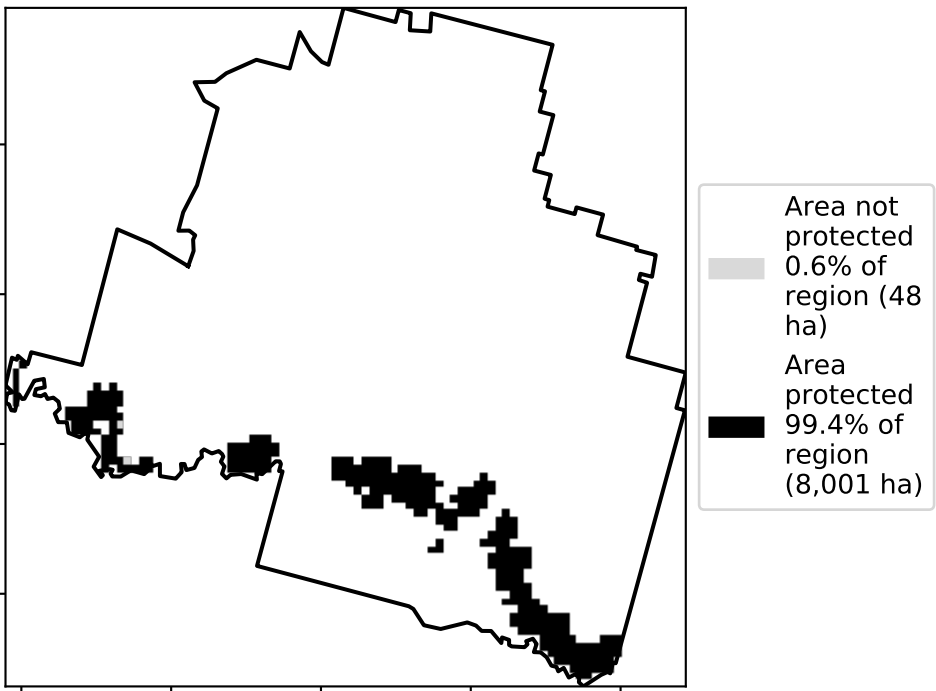 Area not
protected
0.6% of
region (48
ha)
Area
protected
99.4% of
region
(8,001 ha)